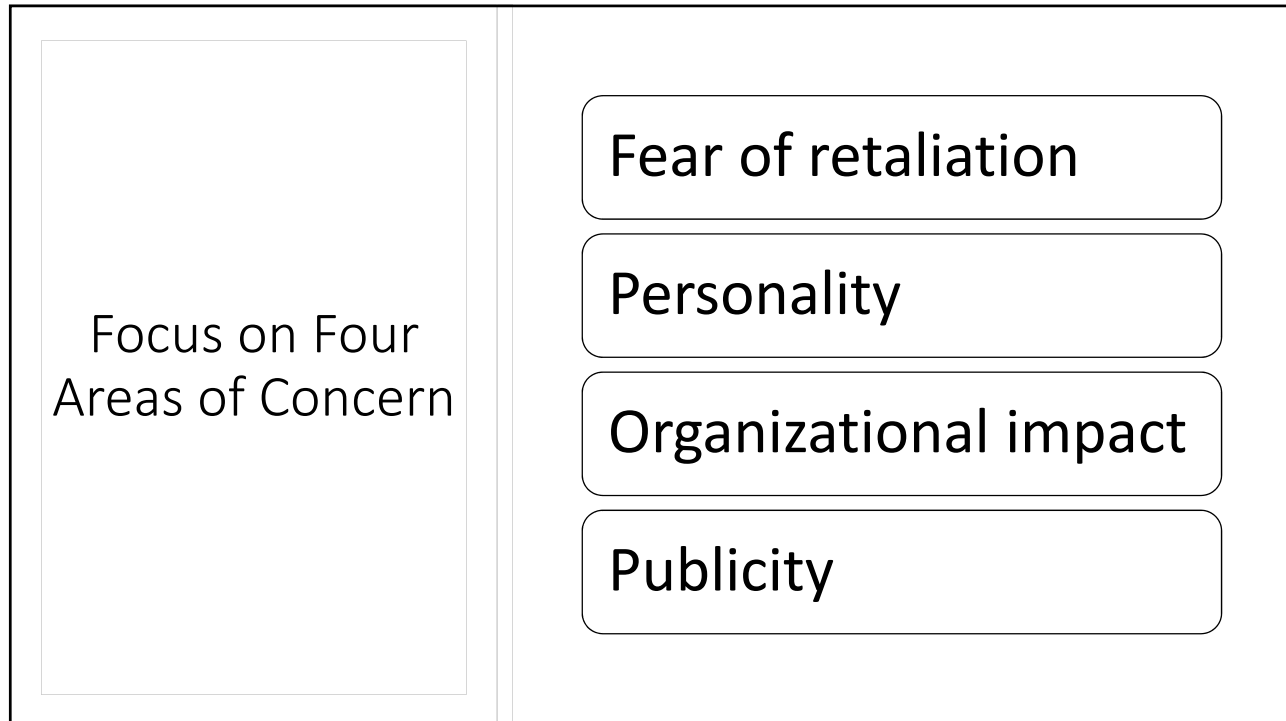 Focus on Four
Areas of Concern
Fear of retaliation
Personality
Organizational impact
Publicity